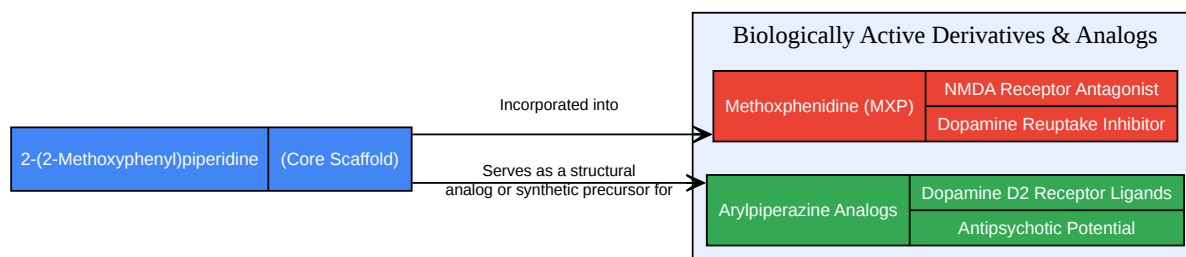 Biologically Active Derivatives & Analogs
Incorporated into
Methoxphenidine (MXP)
NMDA Receptor Antagonist
Dopamine Reuptake Inhibitor
2-(2-Methoxyphenyl)piperidine
(Core Scaffold)
Serves as a structural
analog or synthetic precursor for
Arylpiperazine Analogs
Dopamine D2 Receptor Ligands
Antipsychotic Potential